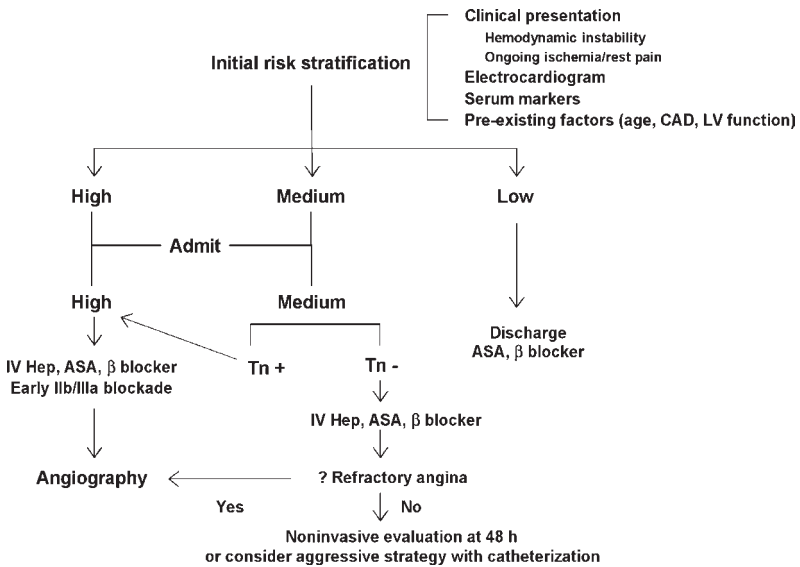 Clinical presentation
Hemodynamic instability
Ongoing ischemia/rest pain
Initial risk stratification
Electrocardiogram
Serum markers
Pre-existing factors (age, CAD, LV function)
High
Medium
Low
Admit
High
Medium
Discharge
ASA, β blocker
Tn +
Tn -
IV Hep, ASA, β blocker
Early IIb/IIIa blockade
IV Hep, ASA, β blocker
Angiography
? Refractory angina
Yes
No
Noninvasive evaluation at 48 h
or consider aggressive strategy with catheterization